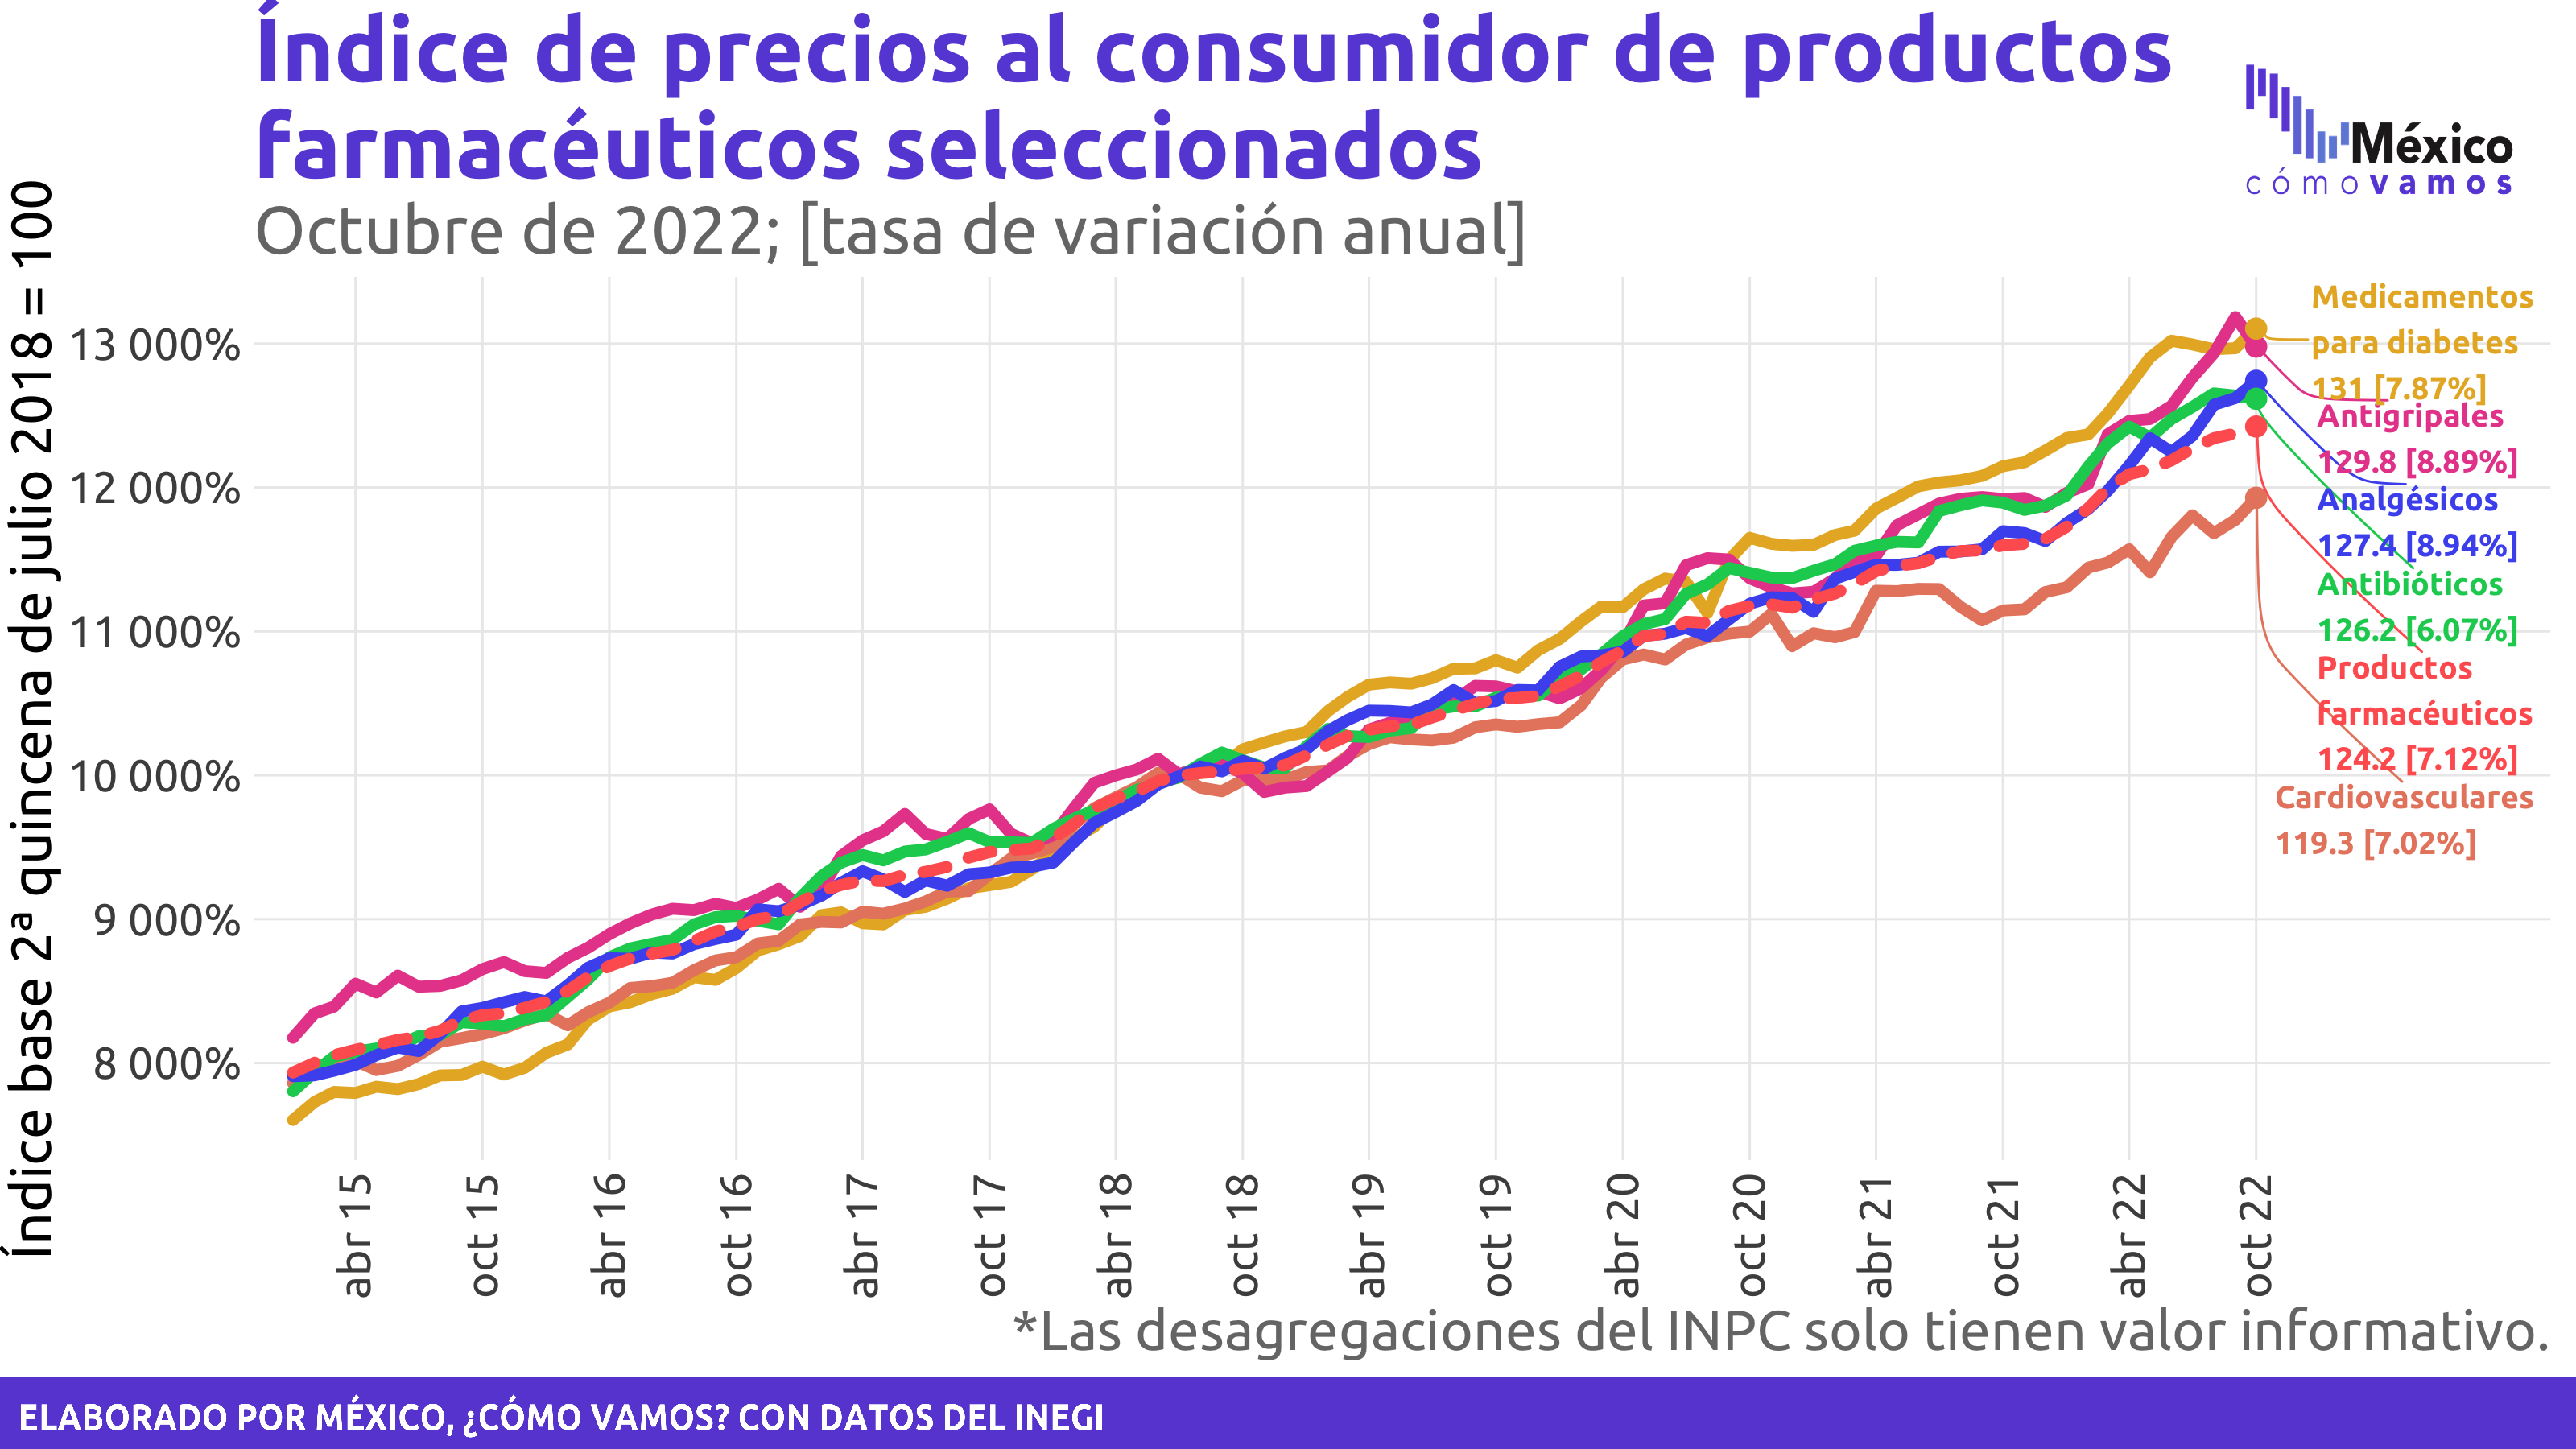 Índice de precios al consumidor de productos
farmacéuticos seleccionados
Octubre de 2022; [tasa de variación anual]
México
cómo vamos
Índice base 2ª quincena de julio 2018 = 100
13 000%
12 000%
11 000%
10 000%
9 000%
8 000%
Medicamentos
para diabetes
131 [7.87%]
Antigripales
129.8 [8.89%]
Analgésicos
127.4 [8.94%]
Antibióticos
126.2 [6.07%]
Productos
farmacéuticos
124.2 [7.12%]
Cardiovasculares
119.3 [7.02%]
abr 15
oct 15
abr 16
oct 16
abr 17
oct 17
abr 18
oct 18
abr 19
oct 19
abr 20
oct 20
abr 21
oct 21
abr 22
oct 22
*Las desagregaciones del INPC solo tienen valor informativo.
ELABORADO POR MÉXICO, ¿CÓMO VAMOS? CON DATOS DEL INEGI